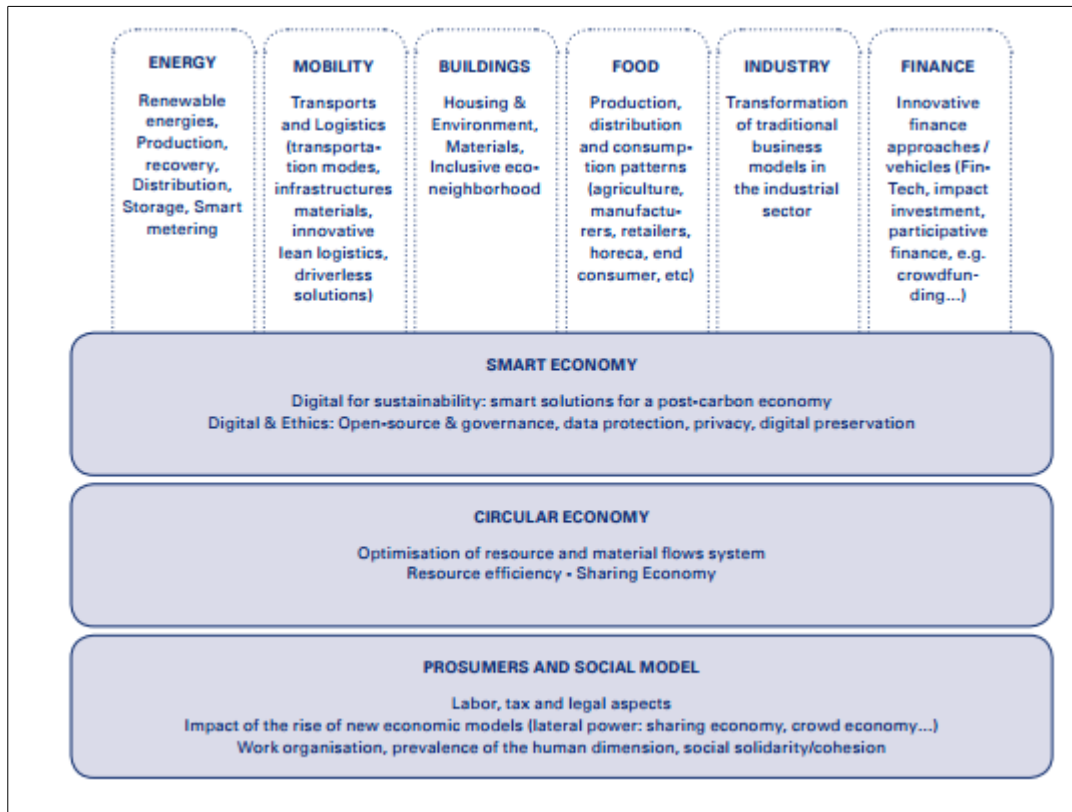 ENERGY
Renewable
energies,
Production,
recovery,
Distribution,
Storage, Smart
metering
MOBILITY
Transports
and Logistics
(transporta-
tion modes,
infrastructures
materials,
innovative
lean logistics,
driverless
solutions)
BUILDINGS
Housing &
Environment,
Materials,
Inclusive eco-
neighborhood
FOOD
Production,
distribution
and consump-
tion patterns
(agriculture,
manufactu-
rers, retailers,
horeca, end
consumer, etc)
INDUSTRY
Transformation
of traditional
business
models in
the industrial
sector
FINANCE
Innovative
finance
approaches /
vehicles (Fin-
Tech, impact
investment,
participative
finance, e.g.
crowdfun-
ding...)
SMART ECONOMY
Digital for sustainability: smart solutions for a post-carbon economy
Digital & Ethics: Open-source & governance, data protection, privacy, digital preservation
CIRCULAR ECONOMY
Optimisation of resource and material flows system
Resource efficiency - Sharing Economy
PROSUMERS AND SOCIAL MODEL
Labor, tax and legal aspects
Impact of the rise of new economic models (lateral power: sharing economy, crowd economy...)
Work organisation, prevalence of the human dimension, social solidarity/cohesion